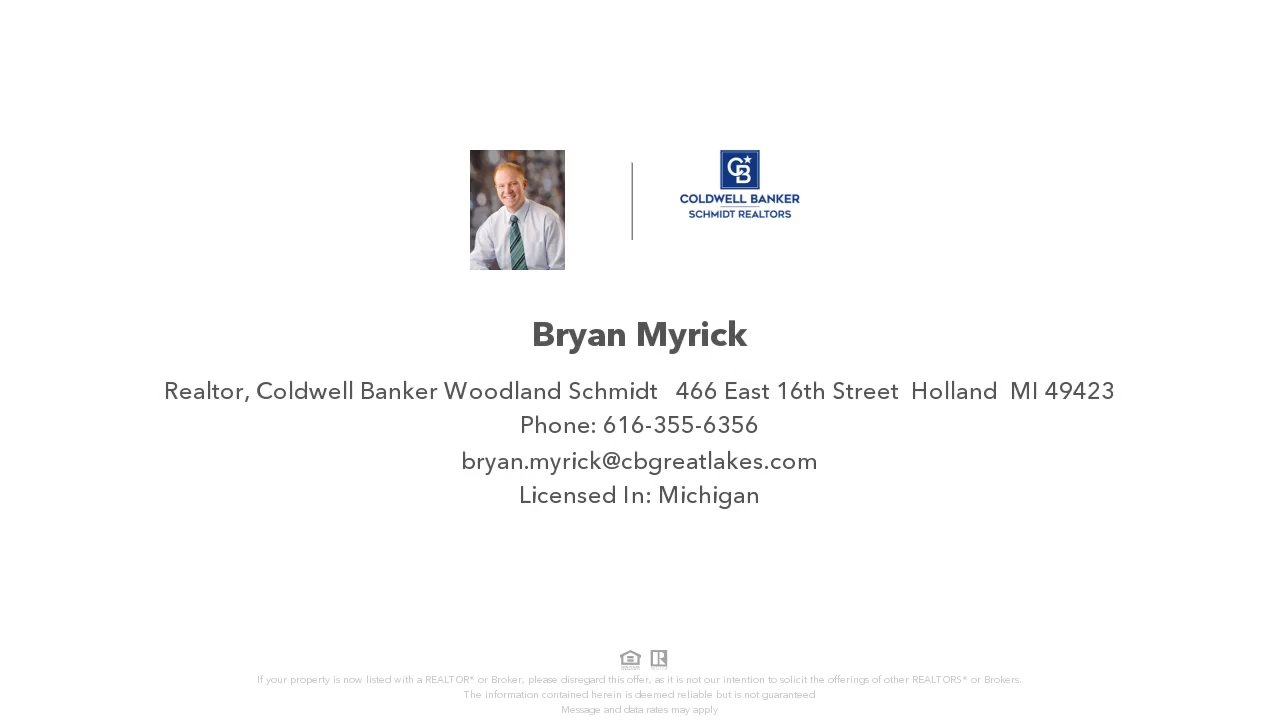 CB
COLDWELL BANKER
SCHMIDT REALTORS
Bryan Myrick
Realtor, Coldwell Banker Woodland Schmidt   466 East 16th Street  Holland  MI 49423
Phone: 616-355-6356
bryan.myrick@cbgreatlakes.com
Licensed In: Michigan
If your property is now listed with a REALTOR® or Broker, please disregard this offer, as it is not our intention to solicit the offerings of other REALTORS® or Brokers.
The information contained herein is deemed reliable but is not guaranteed
Message and data rates may apply